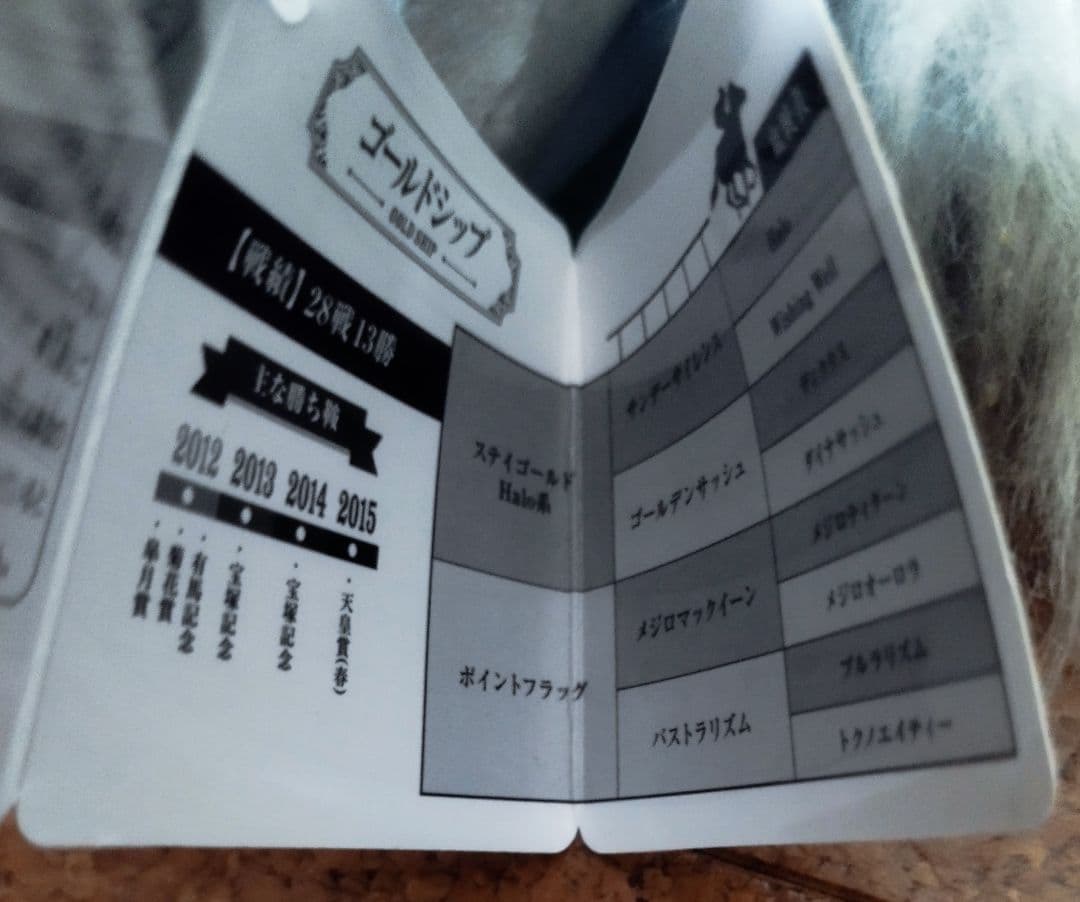 ゴールドシップ
GOLD SHIP
【戦績】28戦13勝
主な勝ち鞍
2012 2013 2014 2015
・皐月賞
・菊花賞
・有馬記念
・宝塚記念
・宝塚記念
・天皇賞(春)
血統表
ステイゴールド
Halo系
ポイントフラッグ
サンデーサイレンス
ゴールデンサッシュ
メジロマックイーン
パストラリズム
Halo
Wishing Well
ディクタス
ダイナサッシュ
メジロティターン
メジロオーロラ
プルラリズム
トクノエイティー